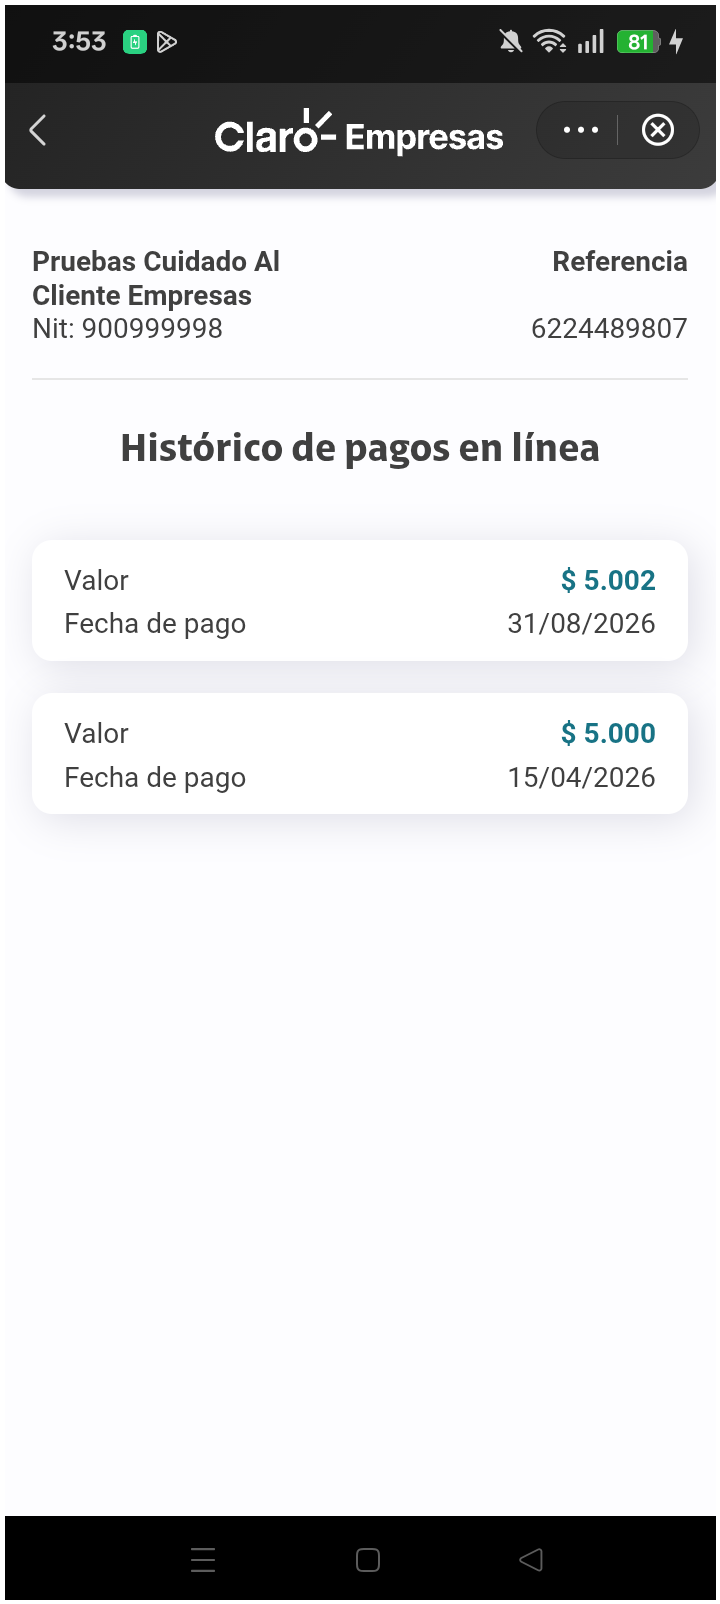 3:53
81
Claro- Empresas
Pruebas Cuidado Al
Cliente Empresas
Nit: 900999998
Referencia
6224489807
Histórico de pagos en línea
Valor $ 5.002
Fecha de pago 31/08/2026
Valor $ 5.000
Fecha de pago 15/04/2026